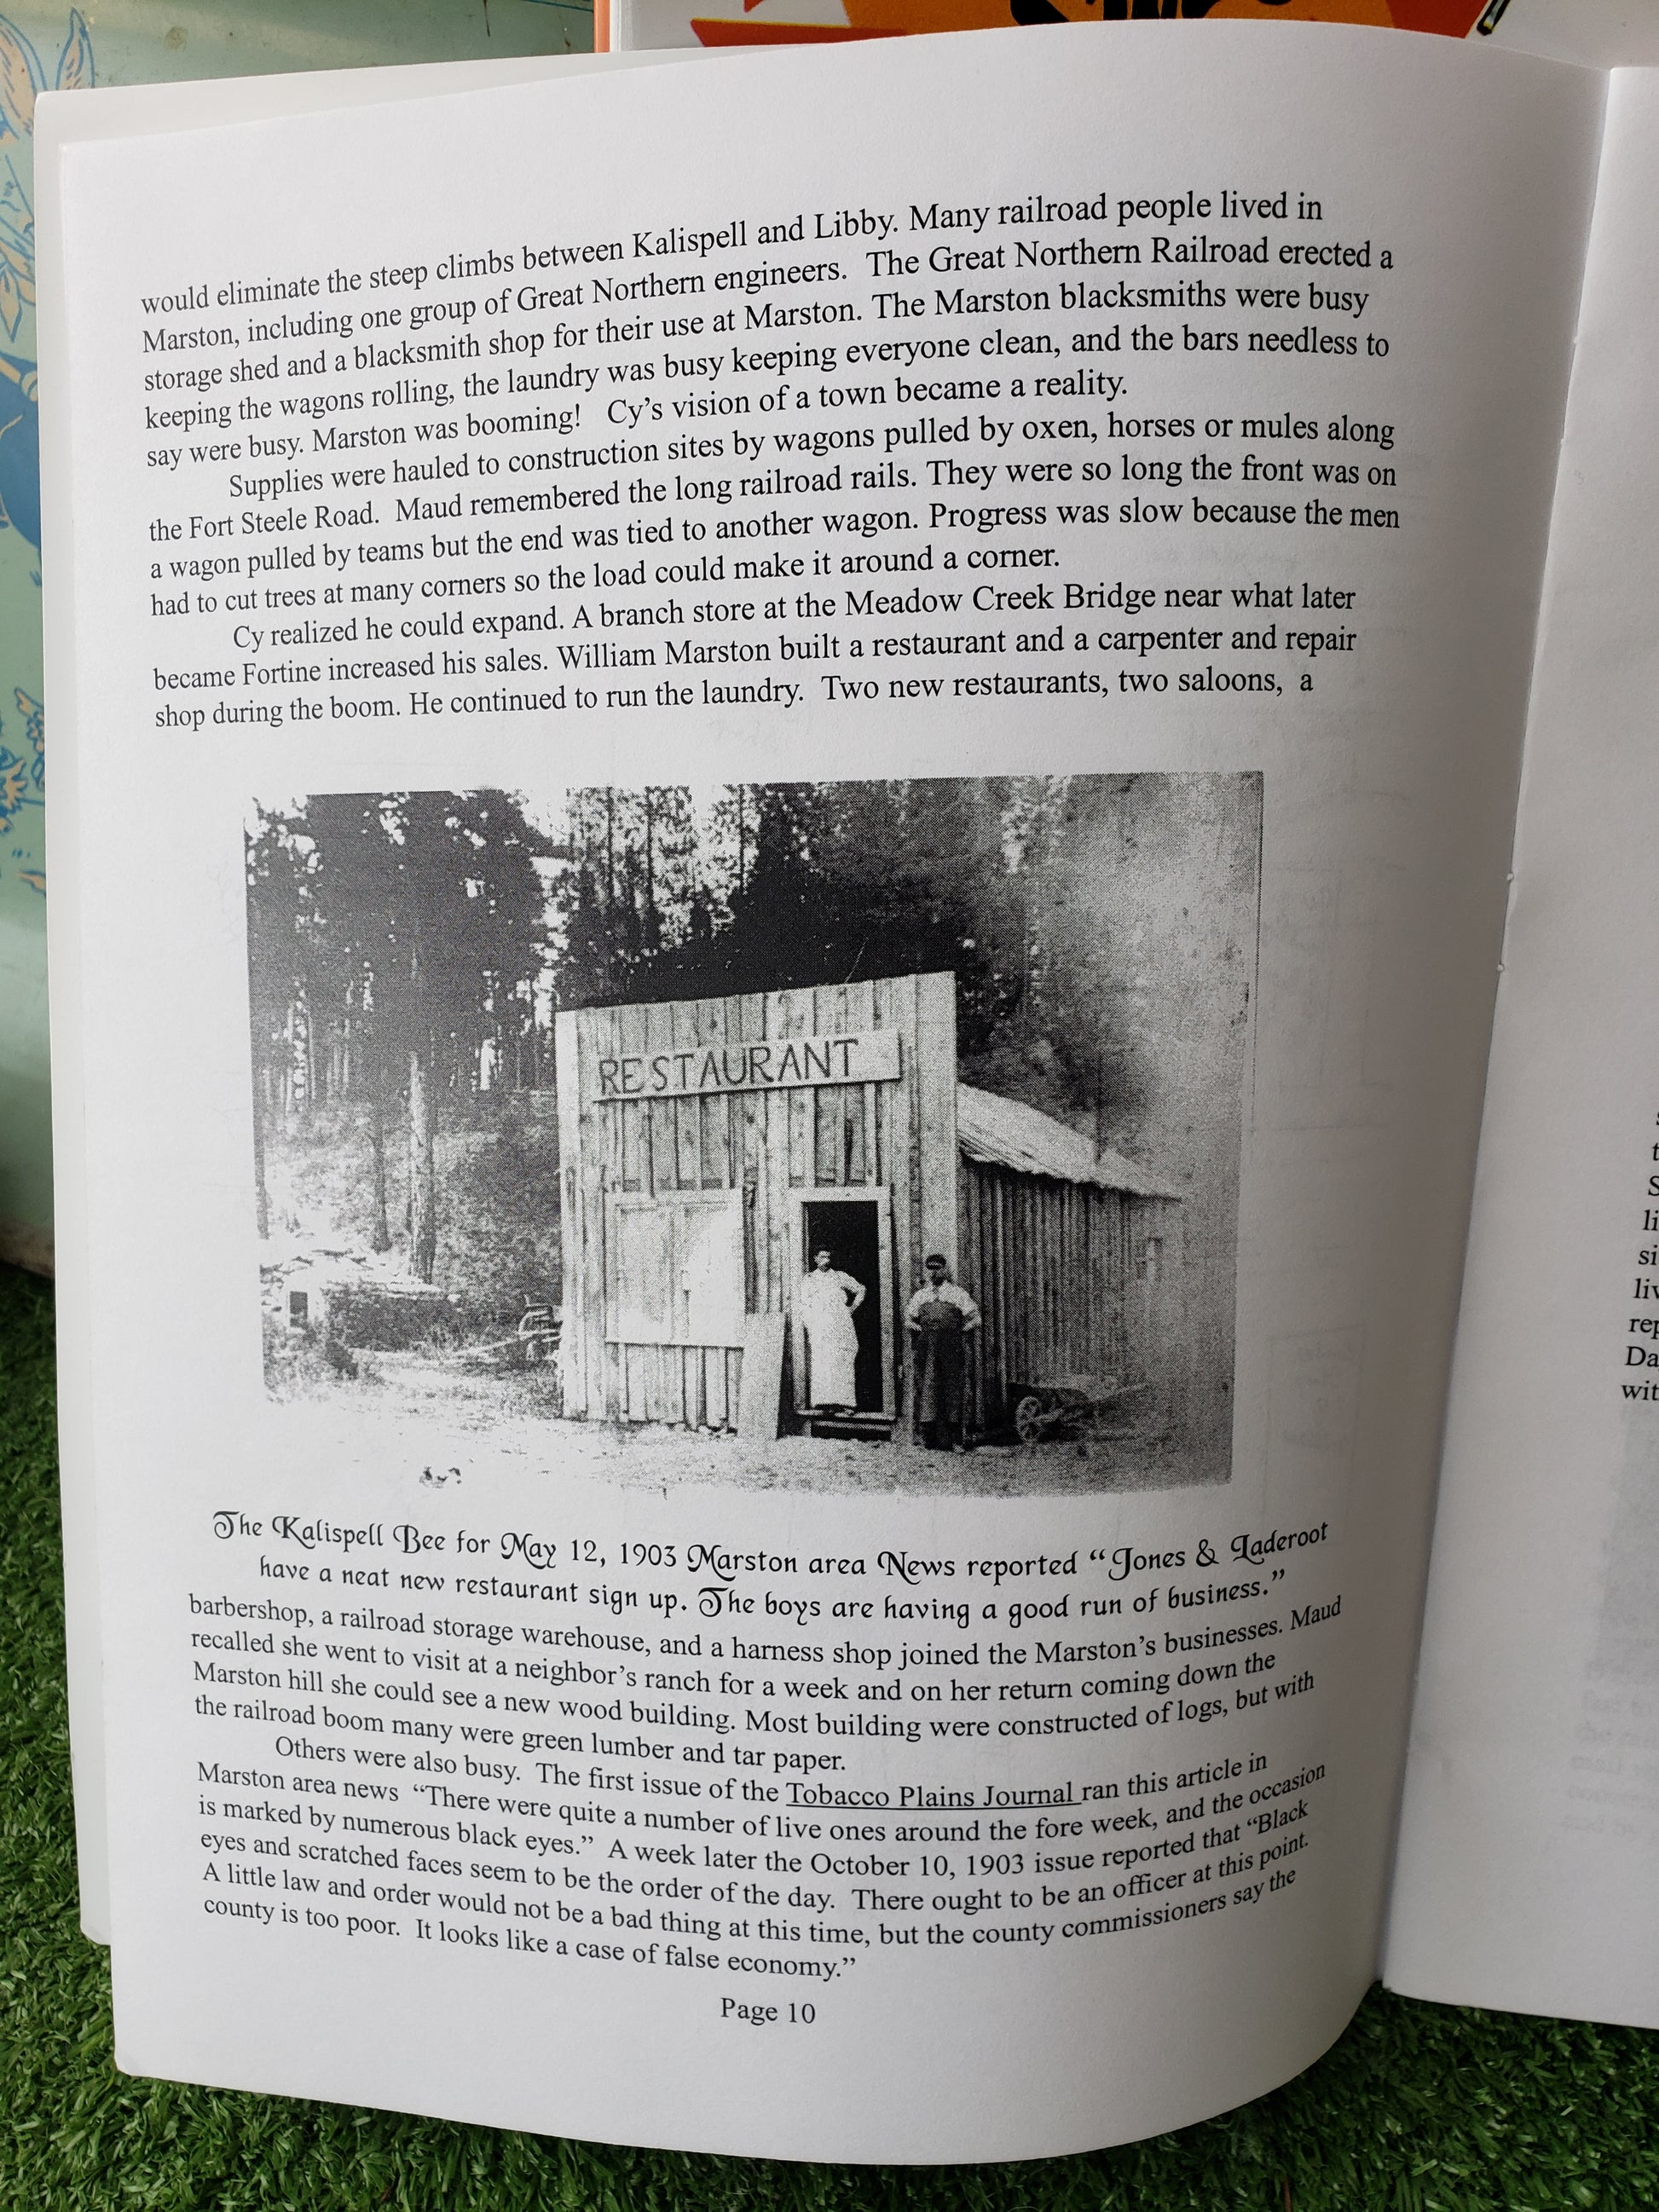 would eliminate the steep climbs between Kalispell and Libby. Many railroad people lived in
Marston, including one group of Great Northern engineers.  The Great Northern Railroad erected a
storage shed and a blacksmith shop for their use at Marston. The Marston blacksmiths were busy
keeping the wagons rolling, the laundry was busy keeping everyone clean, and the bars needless to
say were busy. Marston was booming!   Cy’s vision of a town became a reality.
Supplies were hauled to construction sites by wagons pulled by oxen, horses or mules along
the Fort Steele Road.  Maud remembered the long railroad rails. They were so long the front was on
a wagon pulled by teams but the end was tied to another wagon. Progress was slow because the men
had to cut trees at many corners so the load could make it around a corner.
Cy realized he could expand. A branch store at the Meadow Creek Bridge near what later
became Fortine increased his sales. William Marston built a restaurant and a carpenter and repair
shop during the boom. He continued to run the laundry.  Two new restaurants, two saloons,  a
RESTAURANT
The Kalispell Bee for May 12, 1903 Marston area News reported “Jones & Laderoot
have a neat new restaurant sign up. The boys are having a good run of business.”
barbershop, a railroad storage warehouse, and a harness shop joined the Marston’s businesses. Maud
recalled she went to visit at a neighbor’s ranch for a week and on her return coming down the
Marston hill she could see a new wood building. Most building were constructed of logs, but with
the railroad boom many were green lumber and tar paper.
Others were also busy.  The first issue of the Tobacco Plains Journal ran this article in
Marston area news  “There were quite a number of live ones around the fore week, and the occasion
is marked by numerous black eyes.”  A week later the October 10, 1903 issue reported that “Black
eyes and scratched faces seem to be the order of the day.  There ought to be an officer at this point.
A little law and order would not be a bad thing at this time, but the county commissioners say the
county is too poor.  It looks like a case of false economy.”
Page 10